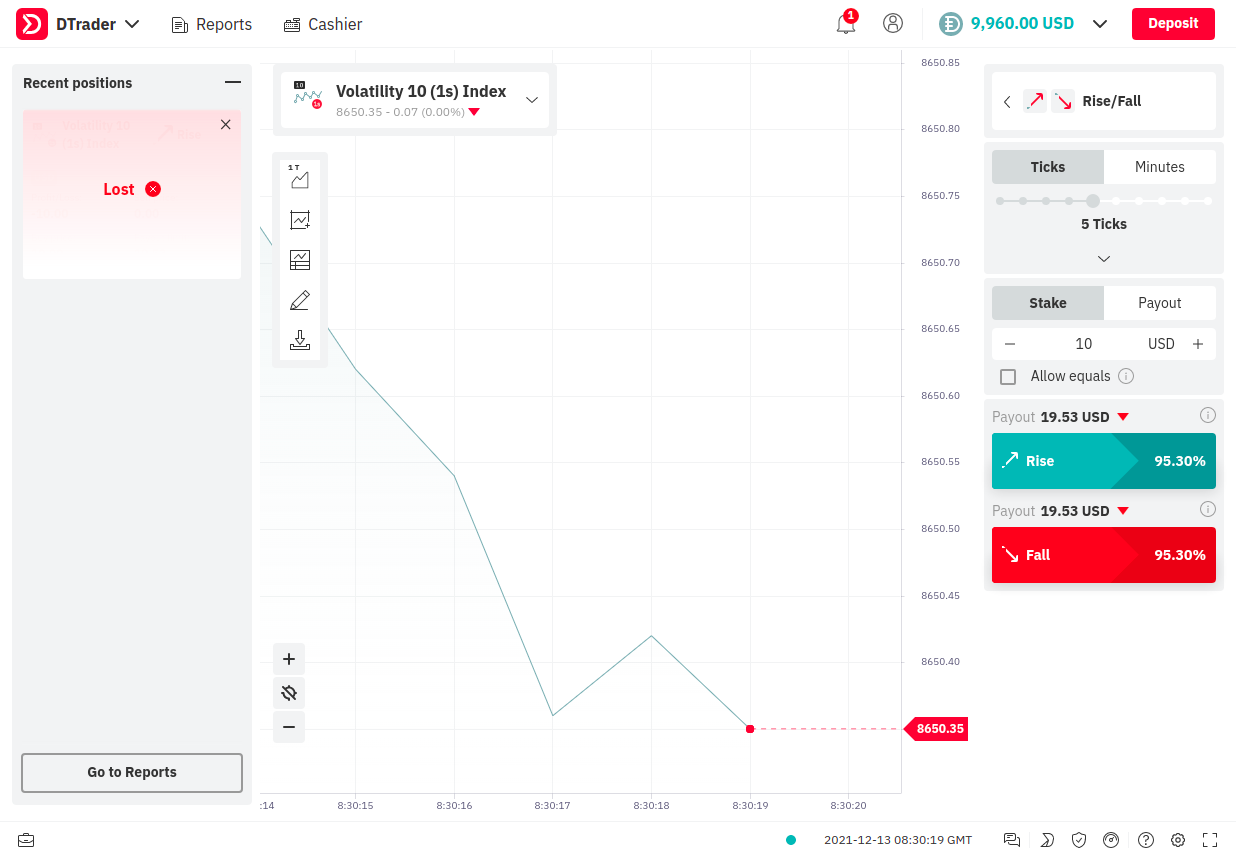 DTrader
Reports
Cashier
1
9,960.00 USD
Deposit
Recent positions
Lost
Go to Reports
10
1s
Volatility 10 (1s) Index
8650.35 - 0.07 (0.00%)
1 T
8650.85
8650.80
8650.75
8650.70
8650.65
8650.60
8650.55
8650.50
8650.45
8650.40
8650.35
:14
8:30:15
8:30:16
8:30:17
8:30:18
8:30:19
8:30:20
Rise/Fall
Ticks
Minutes
5 Ticks
Stake
Payout
10
USD
Allow equals
Payout 19.53 USD
Rise
95.30%
Payout 19.53 USD
Fall
95.30%
2021-12-13 08:30:19 GMT